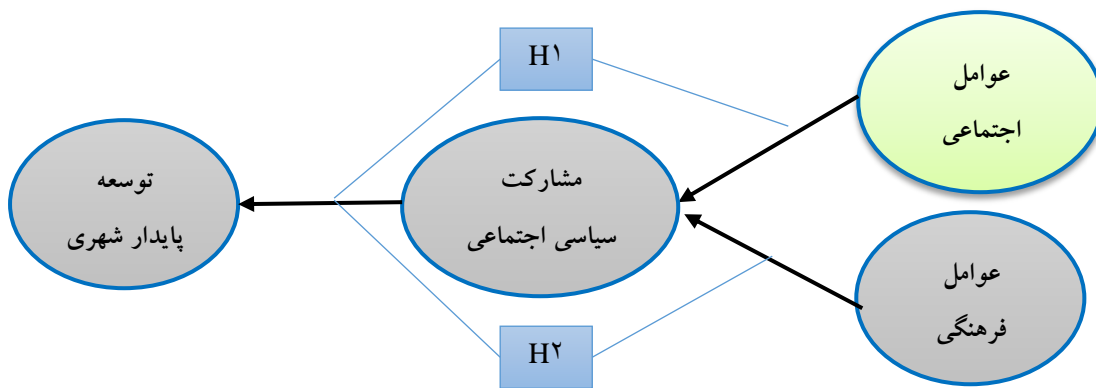 H۱
عوامل
اجتماعی
مشارکت
سیاسی اجتماعی
توسعه
پایدار شهری
عوامل
فرهنگی
H۲